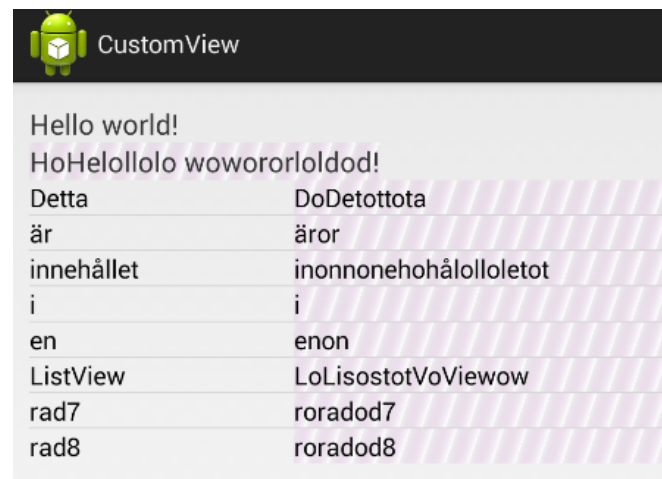 CustomView
Hello world!
HoHelollolo wowororloldod!
Detta DoDetottota
är äror
innehållet inonnonehohålolloletot
i i
en enon
ListView LoLisostotVoViewow
rad7 roradod7
rad8 roradod8